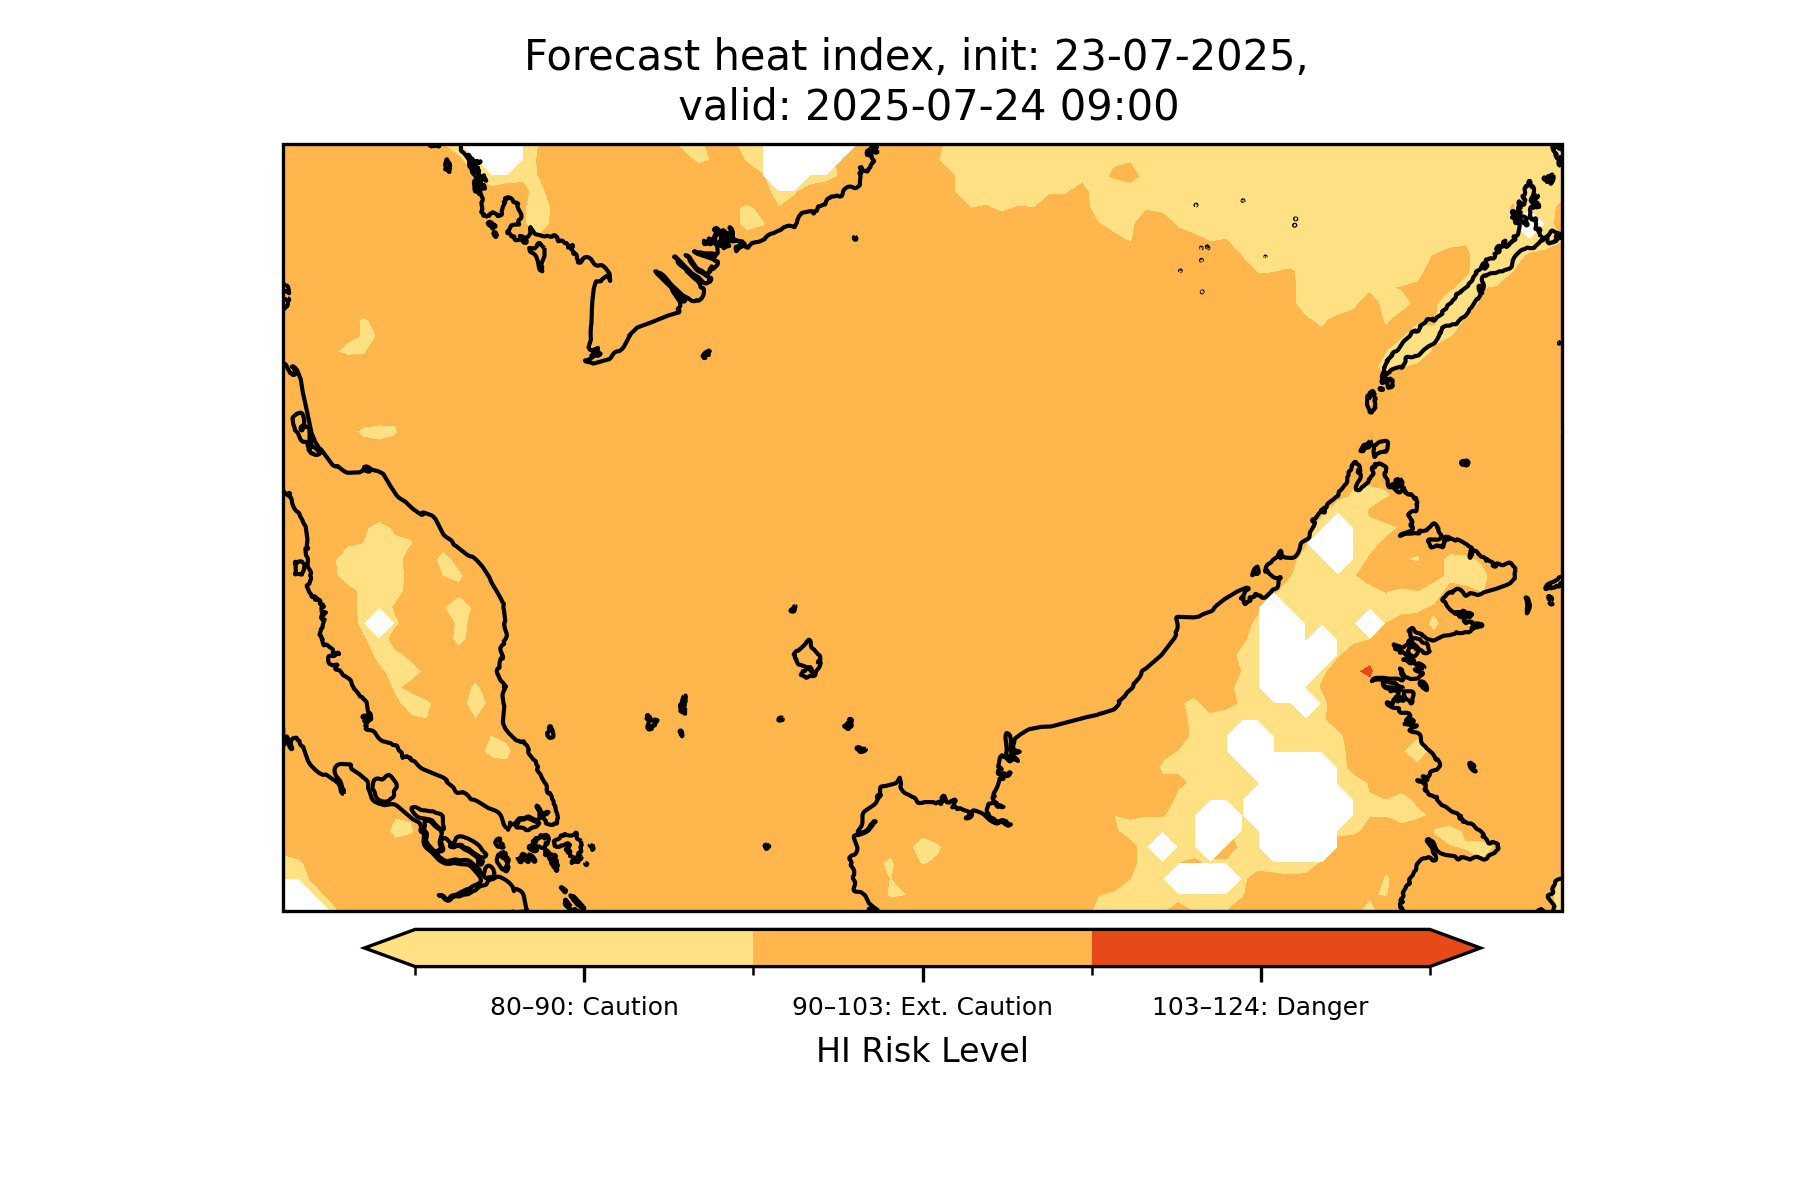 Forecast heat index, init: 23-07-2025,
valid: 2025-07-24 09:00
80–90: Caution
90–103: Ext. Caution
103–124: Danger
HI Risk Level